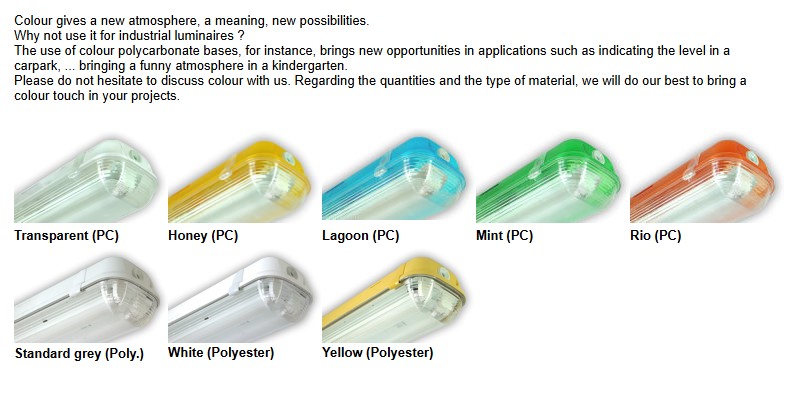 Colour gives a new atmosphere, a meaning, new possibilities.
Why not use it for industrial luminaires ?
The use of colour polycarbonate bases, for instance, brings new opportunities in applications such as indicating the level in a
carpark, ... bringing a funny atmosphere in a kindergarten.
Please do not hesitate to discuss colour with us. Regarding the quantities and the type of material, we will do our best to bring a
colour touch in your projects.
Transparent (PC)
Honey (PC)
Lagoon (PC)
Mint (PC)
Rio (PC)
Standard grey (Poly.)
White (Polyester)
Yellow (Polyester)